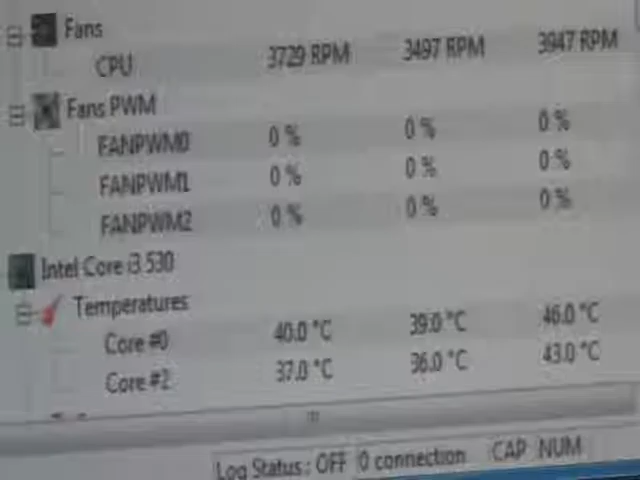 Fans
CPU 3729 RPM 3497 RPM 3947 RPM
Fans PWM
FANPWM0 0 % 0 % 0 %
FANPWM1 0 % 0 % 0 %
FANPWM2 0 % 0 % 0 %
Intel Core i3 530
Temperatures
Core #0 40.0 °C 39.0 °C 46.0 °C
Core #2 37.0 °C 36.0 °C 43.0 °C
Log Status : OFF 0 connection CAP NUM